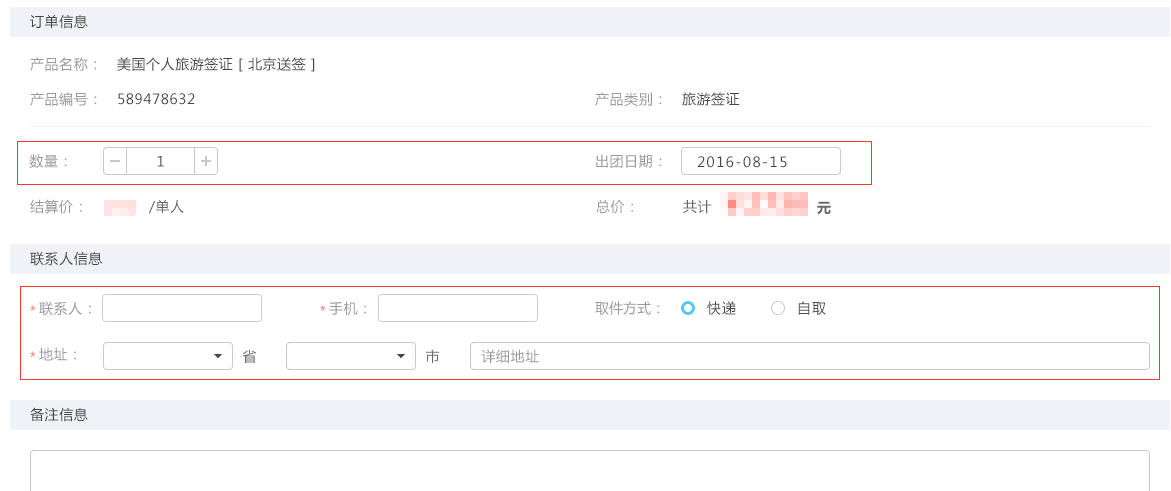 订单信息
产品名称： 美国个人旅游签证 [ 北京送签 ]
产品编号： 589478632 产品类别： 旅游签证
数量： － 1 + 出团日期： 2016-08-15
结算价： /单人 总价： 共计 元
联系人信息
*联系人： *手机： 取件方式： 快递 自取
*地址： 省 市 详细地址
备注信息